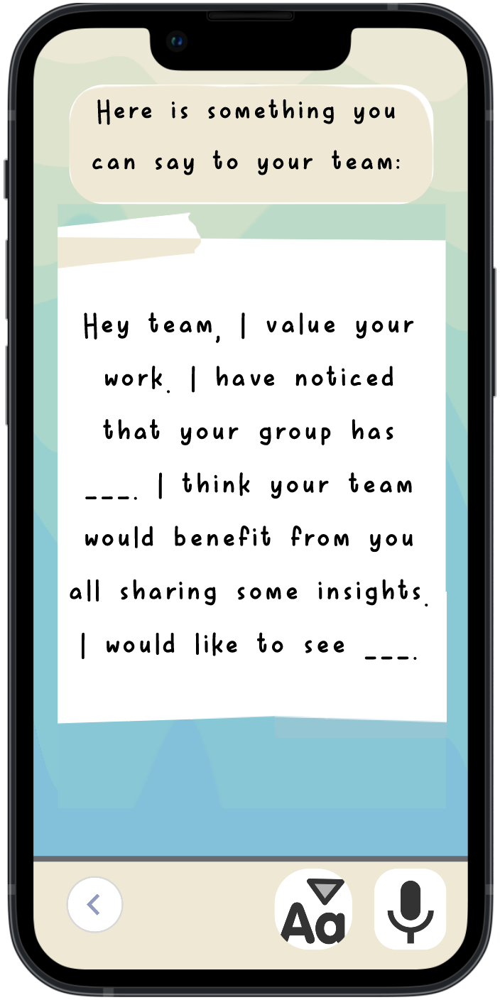 Here is something you
can say to your team:
Hey team, I value your
work. I have noticed
that your group has
___. I think your team
would benefit from you
all sharing some insights.
I would like to see ___.
Aa